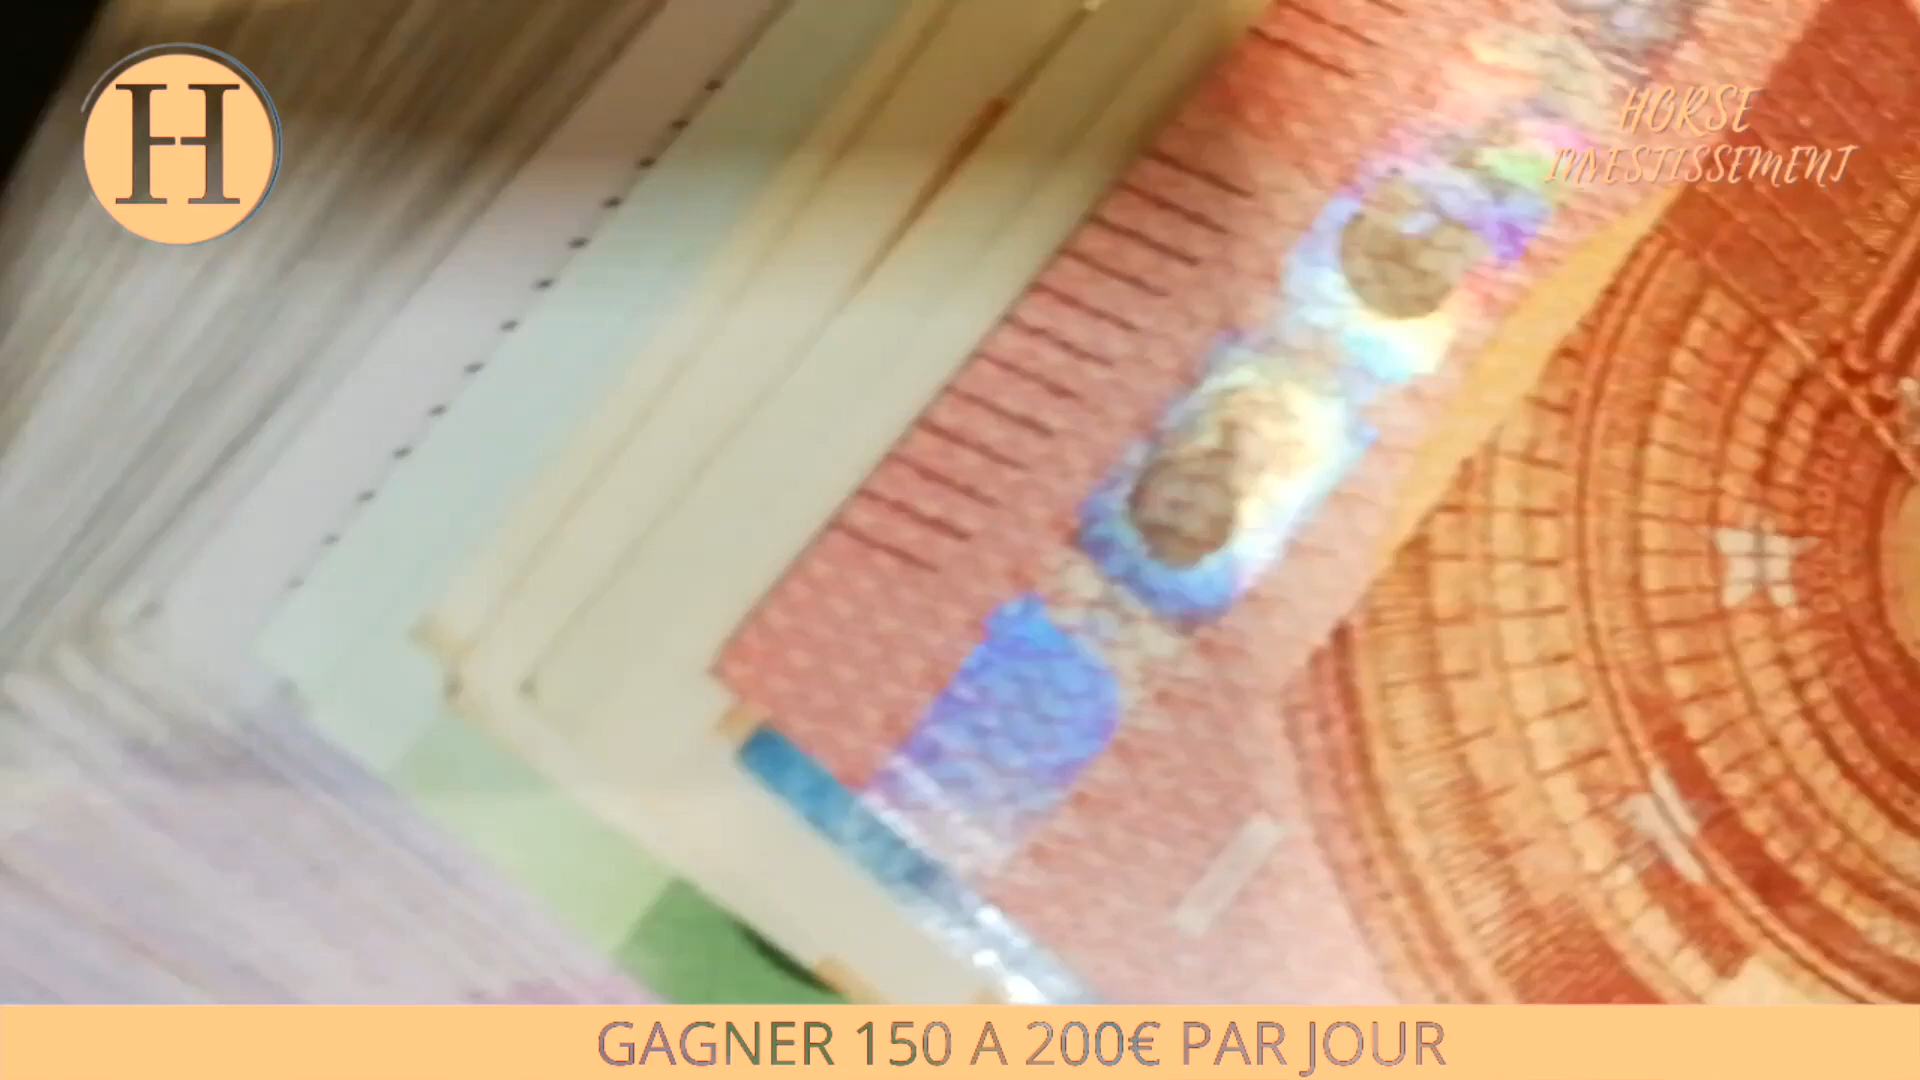 H
HORSE
INVESTISSEMENT
GAGNER 150 A 200€ PAR JOUR